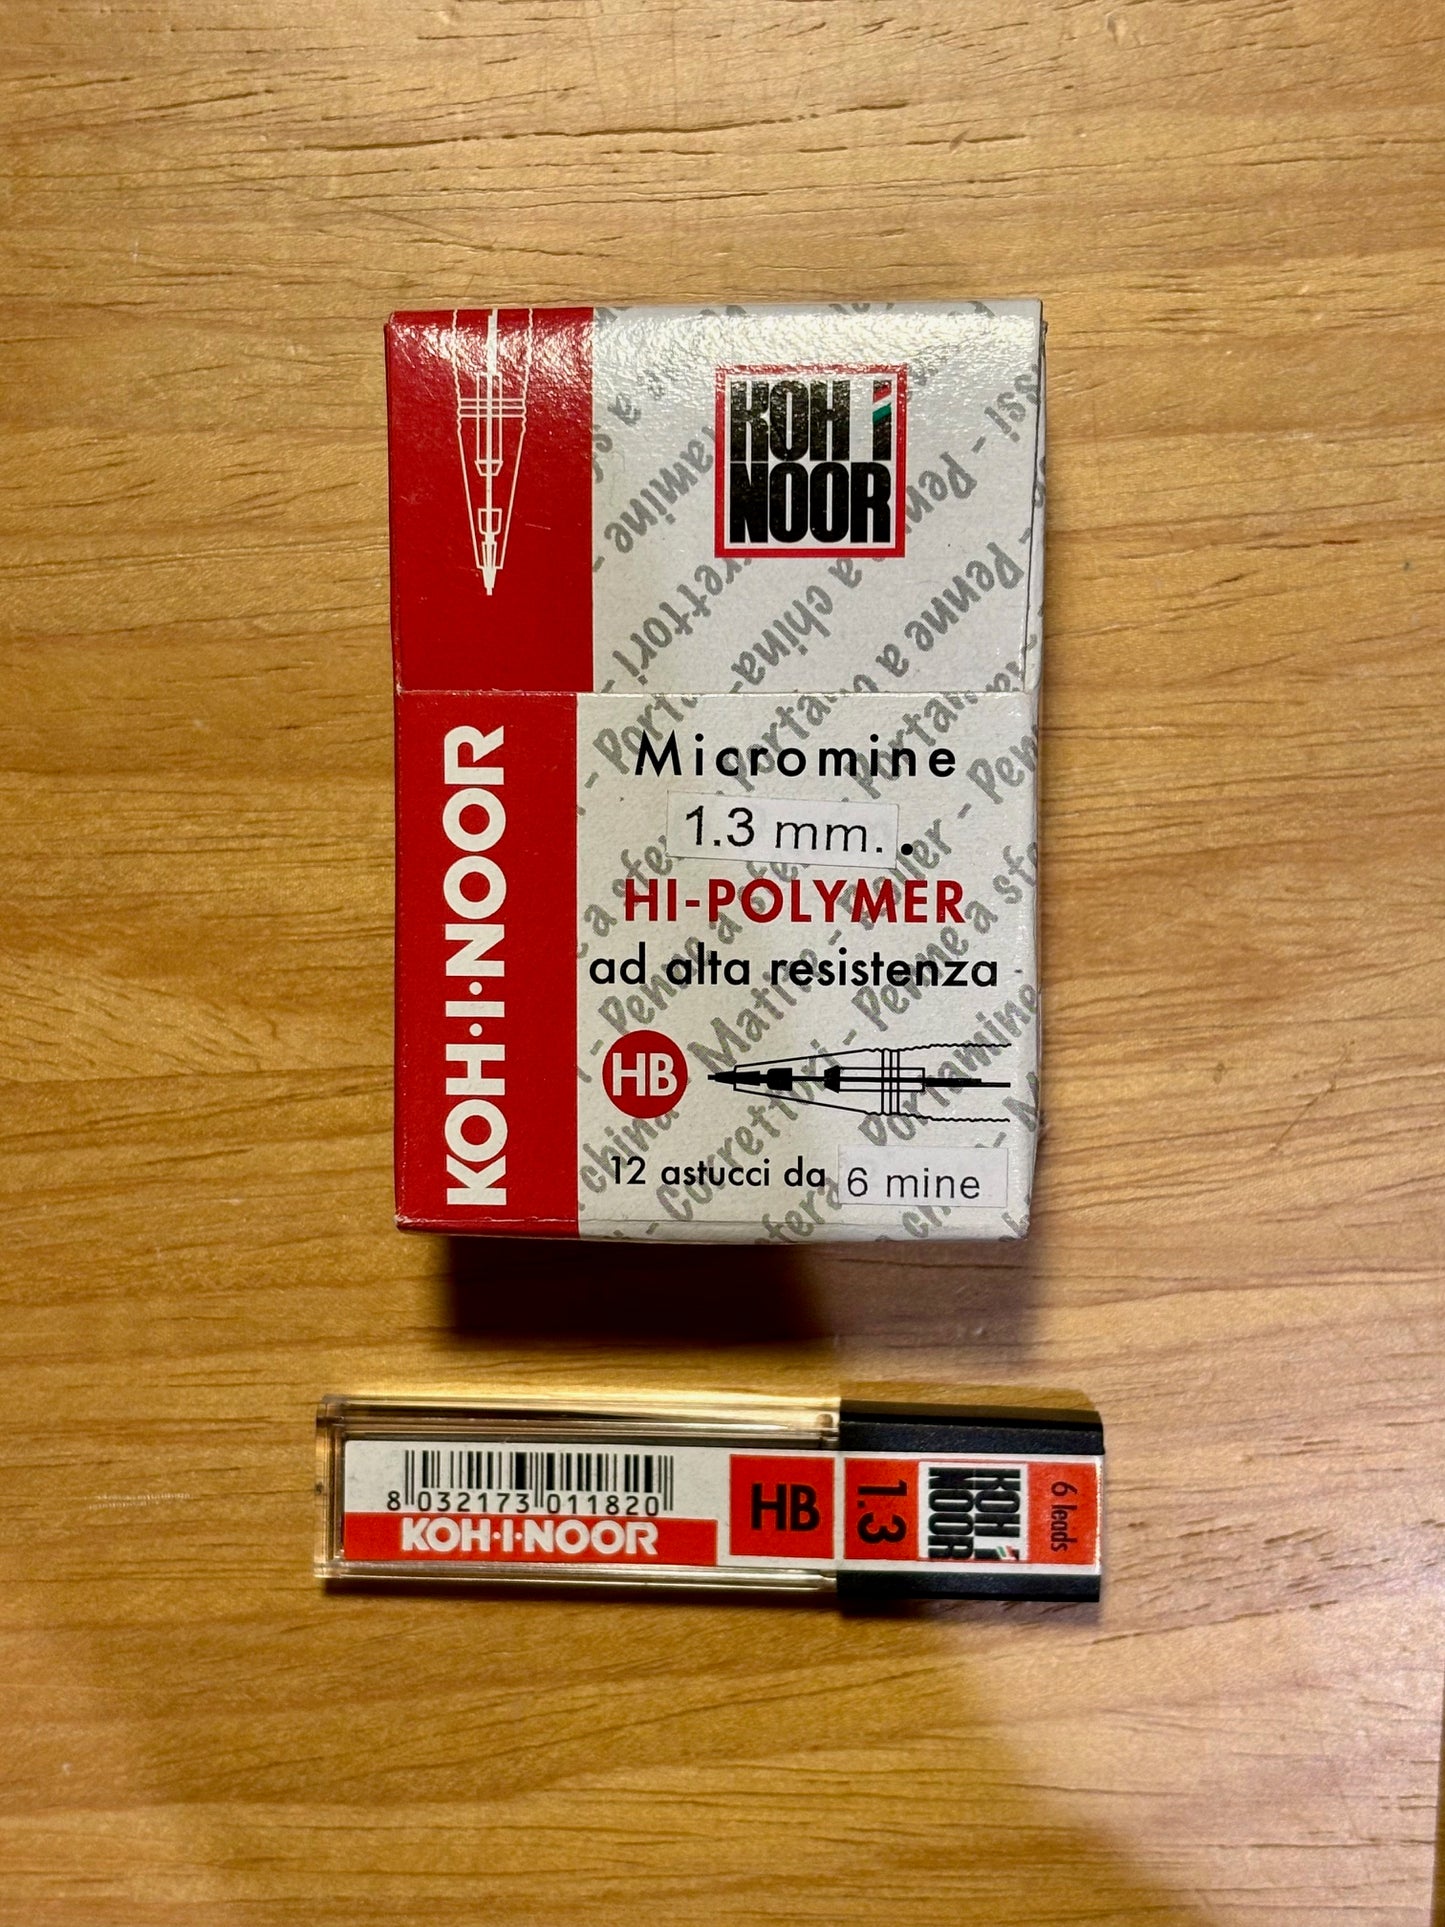 KOH I
NOOR
KOH·I·NOOR
Micromine
1.3 mm.
HI-POLYMER
ad alta resistenza
HB
12 astucci da 6 mine
8 032173 011820
KOH·I·NOOR
HB
1.3
KOH I
NOOR
6 leads